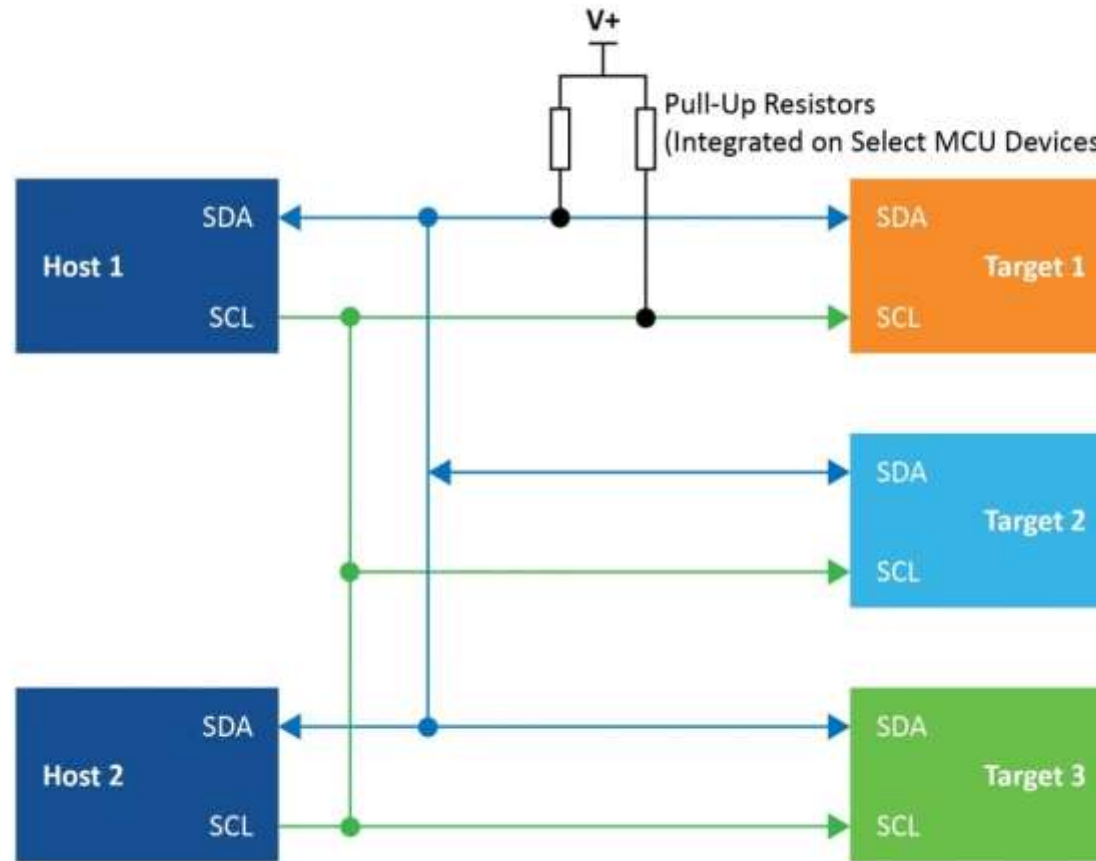 V+
Pull-Up Resistors
(Integrated on Select MCU Devices
SDA
Host 1
SCL
SDA
Target 1
SCL
SDA
Target 2
SCL
SDA
Host 2
SCL
SDA
Target 3
SCL